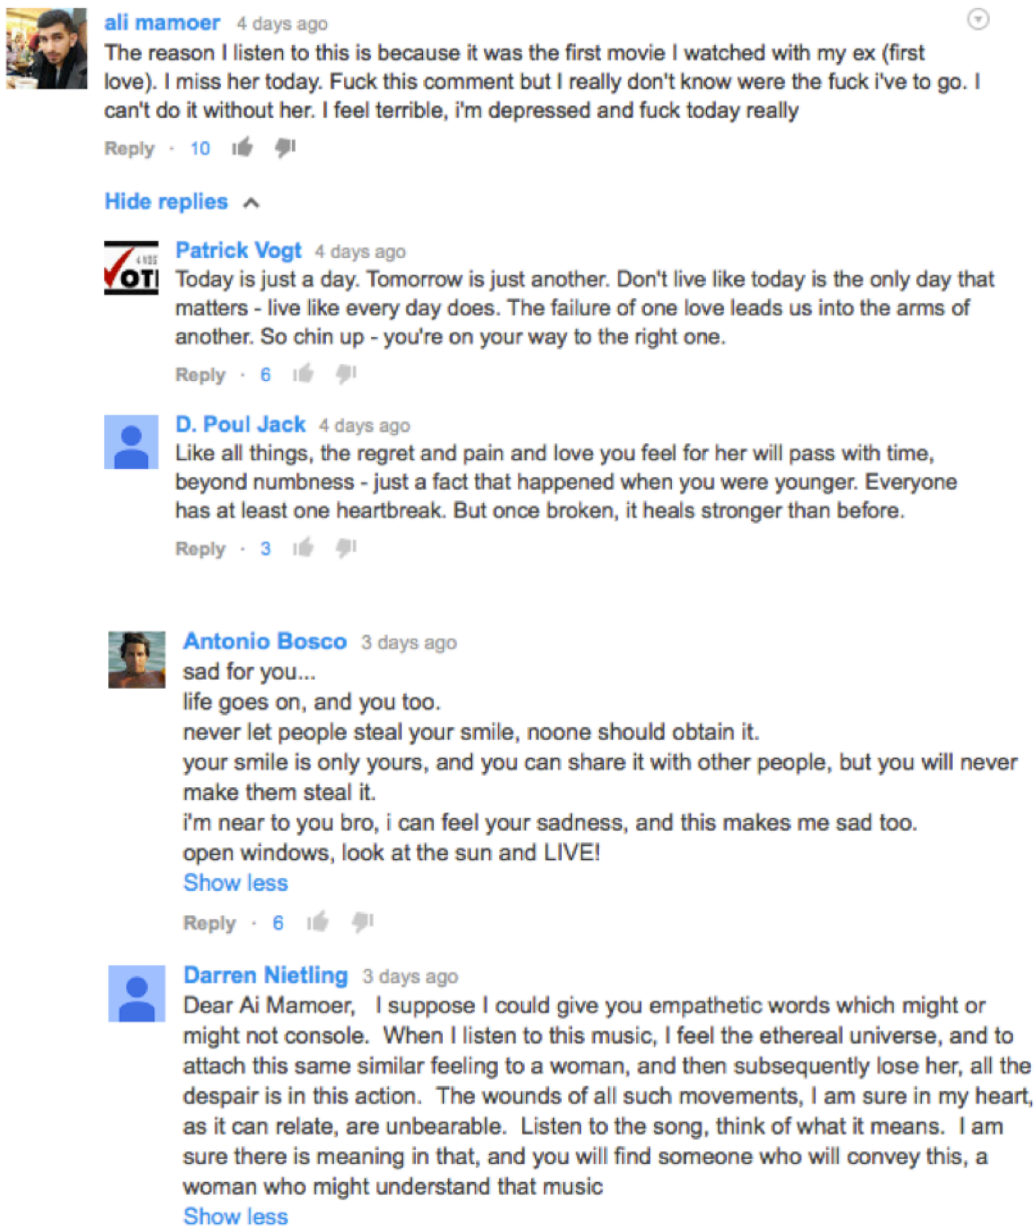 ali mamoer 4 days ago
The reason I listen to this is because it was the first movie I watched with my ex (first
love). I miss her today. Fuck this comment but I really don't know were the fuck i've to go. I
can't do it without her. I feel terrible, i'm depressed and fuck today really
Reply · 10
Hide replies
4 VOTE
VOTE
Patrick Vogt 4 days ago
Today is just a day. Tomorrow is just another. Don't live like today is the only day that
matters - live like every day does. The failure of one love leads us into the arms of
another. So chin up - you're on your way to the right one.
Reply · 6
D. Poul Jack 4 days ago
Like all things, the regret and pain and love you feel for her will pass with time,
beyond numbness - just a fact that happened when you were younger. Everyone
has at least one heartbreak. But once broken, it heals stronger than before.
Reply · 3
Antonio Bosco 3 days ago
sad for you...
life goes on, and you too.
never let people steal your smile, noone should obtain it.
your smile is only yours, and you can share it with other people, but you will never
make them steal it.
i'm near to you bro, i can feel your sadness, and this makes me sad too.
open windows, look at the sun and LIVE!
Show less
Reply · 6
Darren Nietling 3 days ago
Dear Ai Mamoer, I suppose I could give you empathetic words which might or
might not console. When I listen to this music, I feel the ethereal universe, and to
attach this same similar feeling to a woman, and then subsequently lose her, all the
despair is in this action. The wounds of all such movements, I am sure in my heart,
as it can relate, are unbearable. Listen to the song, think of what it means. I am
sure there is meaning in that, and you will find someone who will convey this, a
woman who might understand that music
Show less